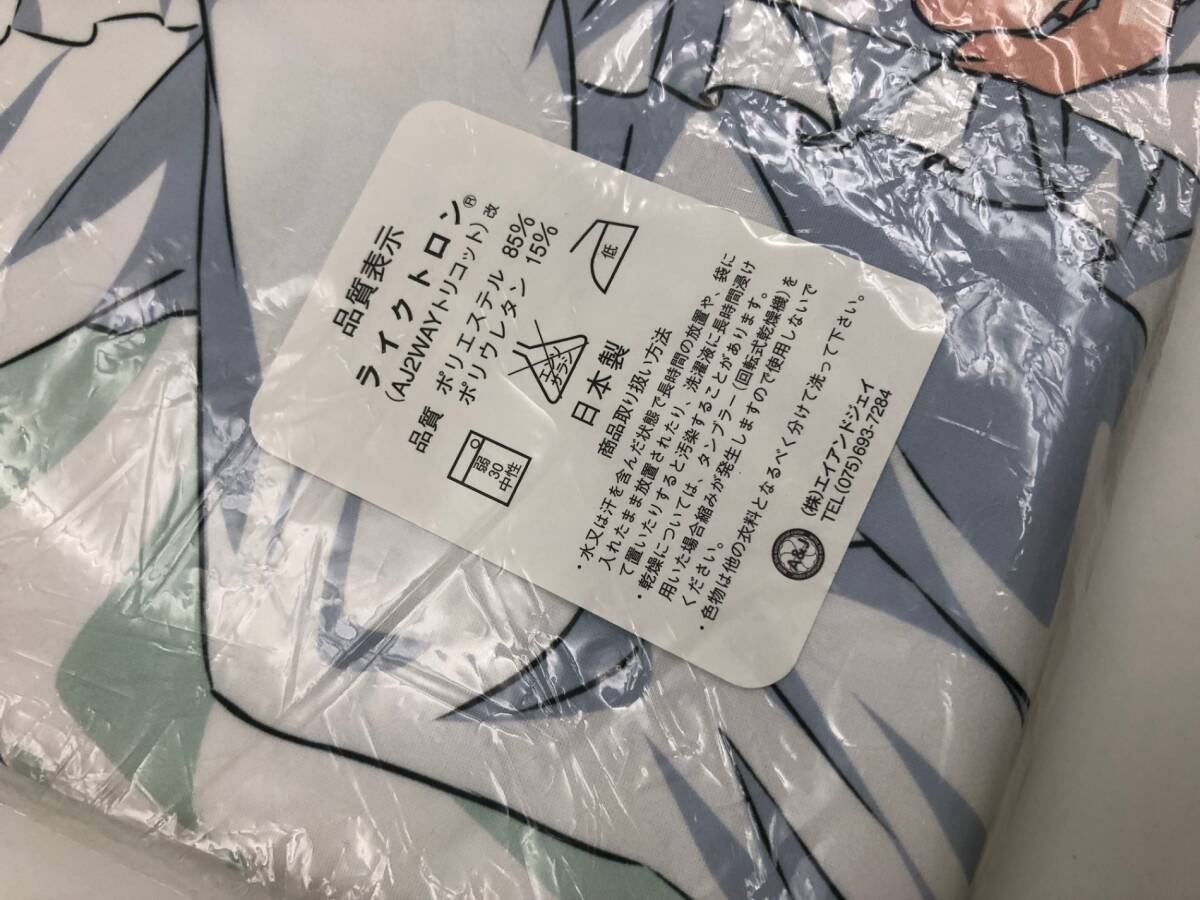 品質表示
ライクトロン®
(AJ2WAYトリコット)改
品質 ポリエステル 85%
ポリウレタン 15%
弱
30
中性
エンソ
サラシ
低
日本製
商品取り扱い方法
・水又は汗を含んだ状態で長時間の放置や、袋に
入れたまま放置されたり、洗濯液に長時間浸け
て置いたりすると汚染することがあります。
・乾燥については、タンブラー(回転式乾燥機)を
用いた場合縮みが発生しますので使用しないで
ください。
・色物は他の衣料となるべく分けて洗って下さい。
A&J
(株)エイアンドジェイ
TEL(075)693-7284